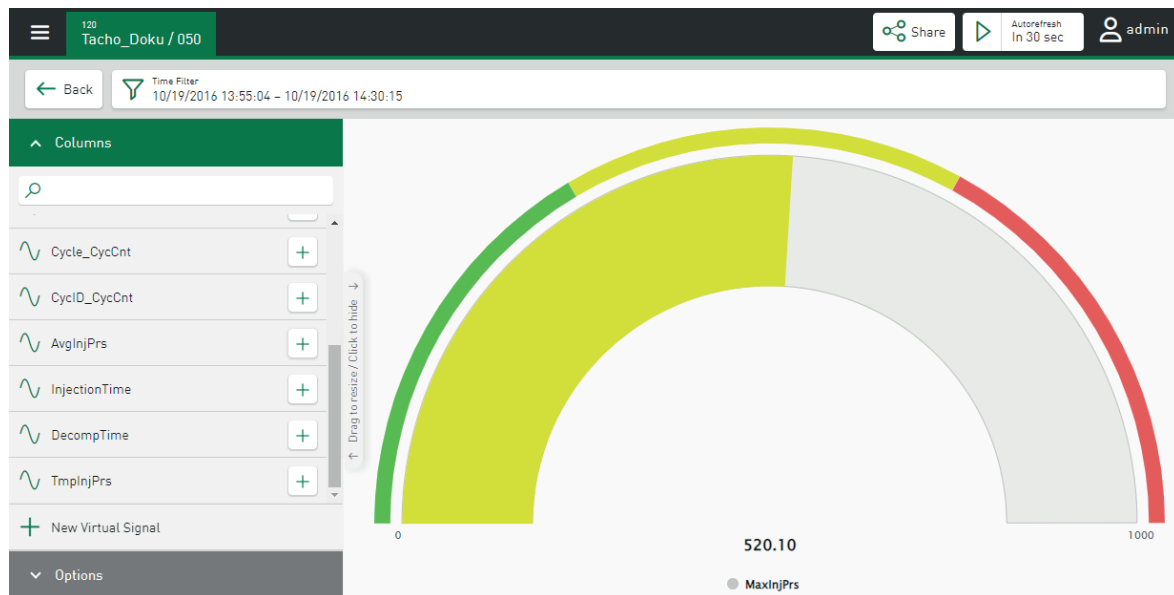 120
Tacho_Doku / 050
Share
Autorefresh
In 30 sec
admin
Back
Time Filter
10/19/2016 13:55:04 – 10/19/2016 14:30:15
Columns
Cycle_CycCnt
CycID_CycCnt
AvgInjPrs
InjectionTime
DecompTime
TmpInjPrs
New Virtual Signal
Options
← Drag to resize / Click to hide →
0
1000
520.10
MaxInjPrs